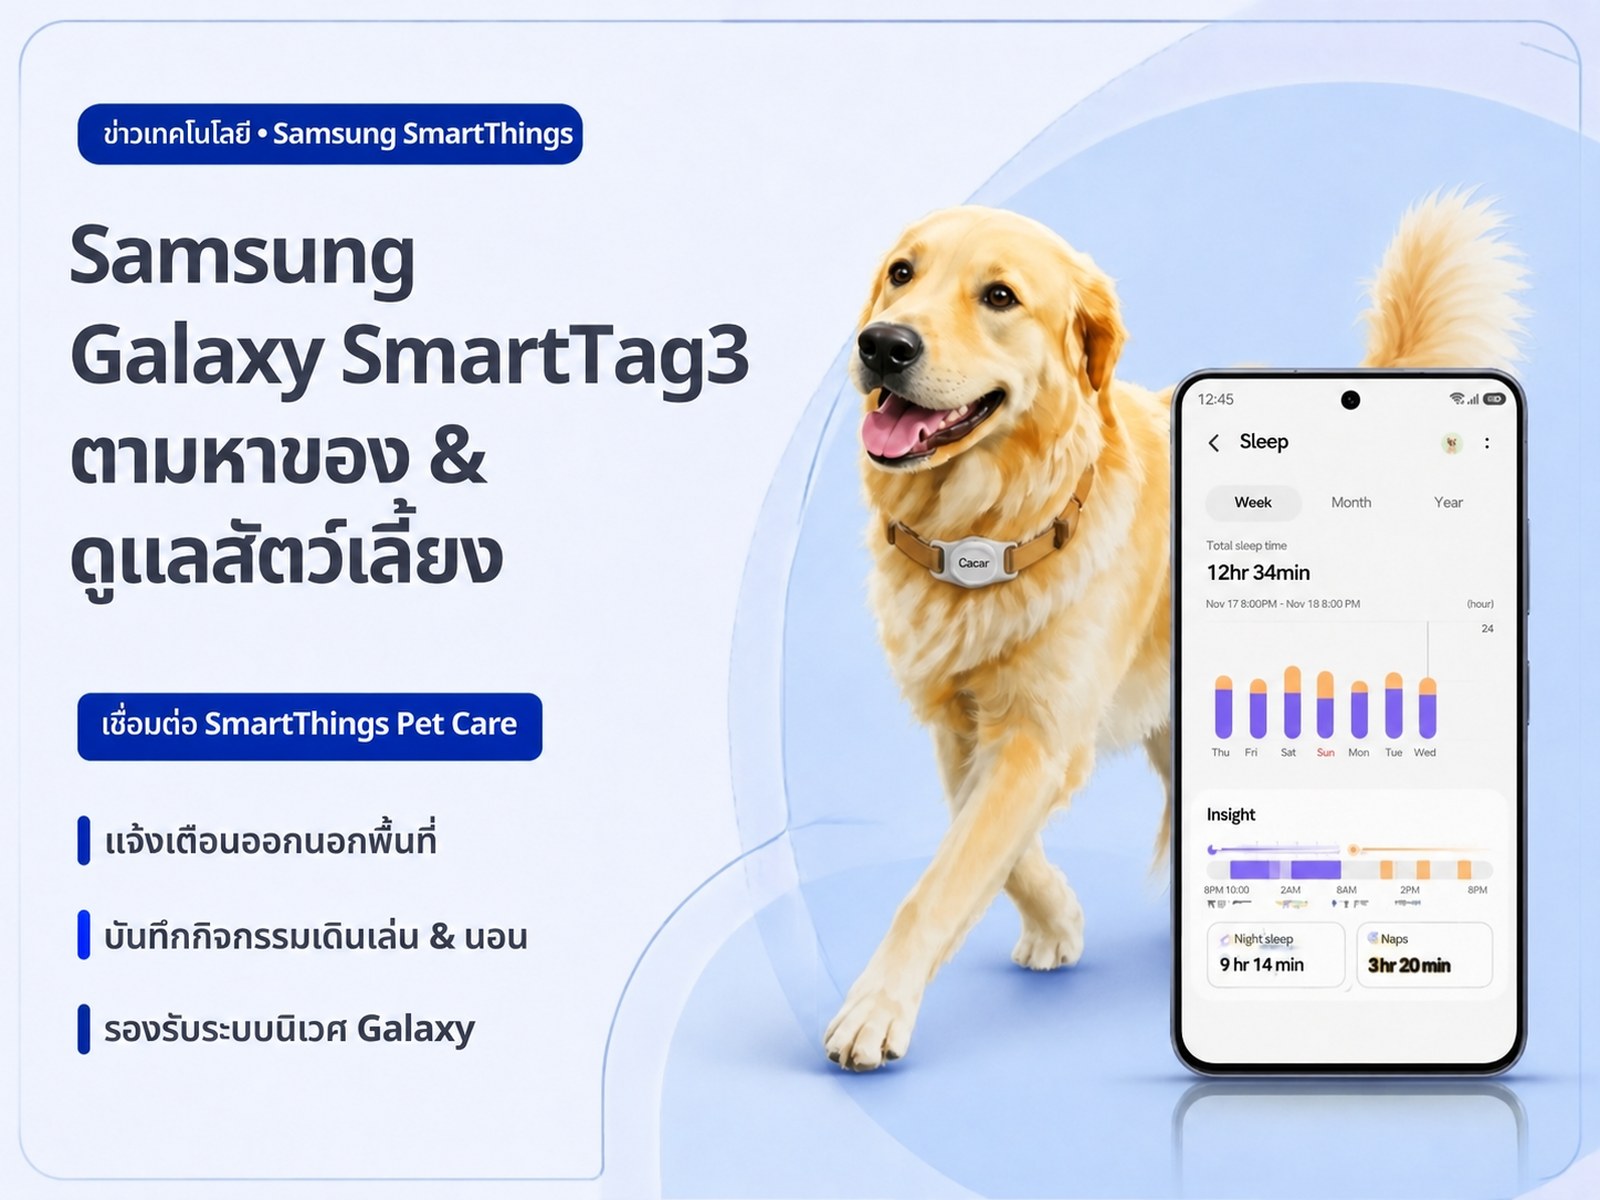 ข่าวเทคโนโลยี • Samsung SmartThings
Samsung
Galaxy SmartTag3
ตามหาของ &
ดูแลสัตว์เลี้ยง
เชื่อมต่อ SmartThings Pet Care
แจ้งเตือนออกนอกพื้นที่
บันทึกกิจกรรมเดินเล่น & นอน
รองรับระบบนิเวศ Galaxy
Cacar
12:45
Sleep
Week Month Year
Total sleep time
12hr 34min
Nov 17 8:00PM - Nov 18 8:00 PM (hour)
24
Thu Fri Sat Sun Mon Tue Wed
Insight
8PM 10:00 2AM 8AM 2PM 8PM
Night sleep
9 hr 14 min
Naps
3hr 20 min